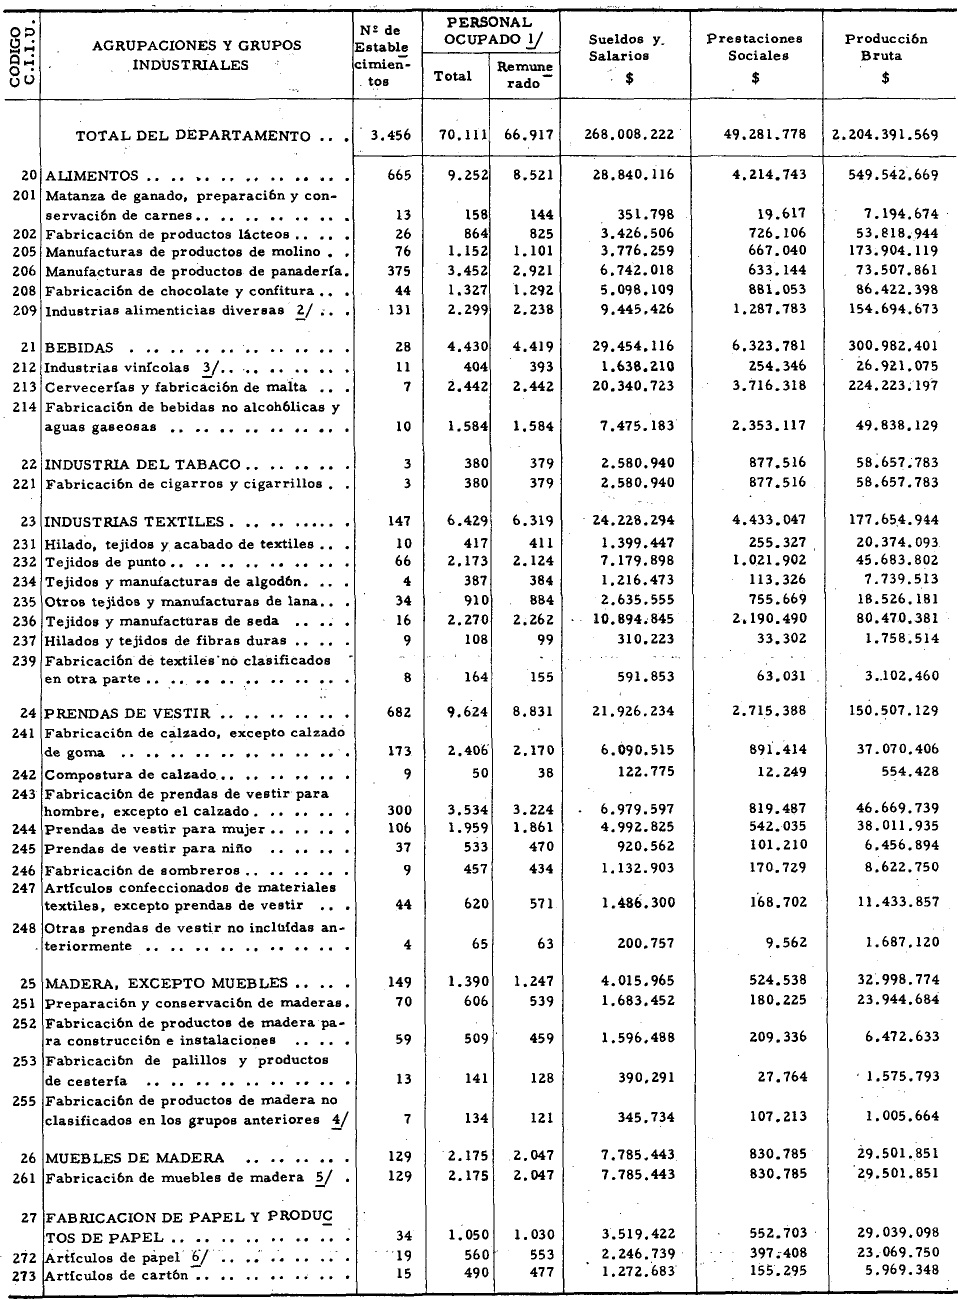 CODIGO C.I.I.U. | AGRUPACIONES Y GRUPOS INDUSTRIALES | Nº de Establecimientos | PERSONAL OCUPADO 1/ Total | Remunerado | Sueldos y Salarios $ | Prestaciones Sociales $ | Producción Bruta $
TOTAL DEL DEPARTAMENTO .. . 3.456 70.111 66.917 268.008.222 49.281.778 2.204.391.569
20 ALIMENTOS .. .. .. .. .. .. . 665 9.252 8.521 28.840.116 4.214.743 549.542.669
201 Matanza de ganado, preparación y con-
servación de carnes.. .. .. .. .. . 13 158 144 351.798 19.617 7.194.674
202 Fabricación de productos lácteos .. .. . 26 864 825 3.426.506 726.106 53.818.944
205 Manufacturas de productos de molino . . 76 1.152 1.101 3.776.259 667.040 173.904.119
206 Manufacturas de productos de panadería. 375 3.452 2.921 6.742.018 633.144 73.507.861
208 Fabricación de chocolate y confitura .. . 44 1.327 1.292 5.098.109 881.053 86.422.398
209 Industrias alimenticias diversas 2/ .. . 131 2.299 2.238 9.445.426 1.287.783 154.694.673
21 BEBIDAS . .. .. .. .. .. .. . 28 4.430 4.419 29.454.116 6.323.781 300.982.401
212 Industrias vinícolas 3/.. .. .. .. . 11 404 393 1.638.210 254.346 26.921.075
213 Cervecerías y fabricación de malta .. . 7 2.442 2.442 20.340.723 3.716.318 224.223.197
214 Fabricación de bebidas no alcohólicas y
aguas gaseosas .. .. .. .. .. . 10 1.584 1.584 7.475.183 2.353.117 49.838.129
22 INDUSTRIA DEL TABACO .. .. .. . 3 380 379 2.580.940 877.516 58.657.783
221 Fabricación de cigarros y cigarrillos . . 3 380 379 2.580.940 877.516 58.657.783
23 INDUSTRIAS TEXTILES . .. .. ..... . 147 6.429 6.319 24.228.294 4.433.047 177.654.944
231 Hilado, tejidos y acabado de textiles .. . 10 417 411 1.399.447 255.327 20.374.093
232 Tejidos de punto .. .. .. .. .. . 66 2.173 2.124 7.179.898 1.021.902 45.683.802
234 Tejidos y manufacturas de algodón. .. . 4 387 384 1.216.473 113.326 7.739.513
235 Otros tejidos y manufacturas de lana.. . 34 910 884 2.635.555 755.669 18.526.181
236 Tejidos y manufacturas de seda .. .. . 16 2.270 2.262 10.894.845 2.190.490 80.470.381
237 Hilados y tejidos de fibras duras .. .. . 9 108 99 310.223 33.302 1.758.514
239 Fabricación de textiles no clasificados
en otra parte .. .. .. .. .. .. . 8 164 155 591.853 63.031 3.102.460
24 PRENDAS DE VESTIR .. .. .. .. . 682 9.624 8.831 21.926.234 2.715.388 150.507.129
241 Fabricación de calzado, excepto calzado
de goma .. .. .. .. .. .. .. . 173 2.406 2.170 6.090.515 891.414 37.070.406
242 Compostura de calzado.. .. .. .. . 9 50 38 122.775 12.249 554.428
243 Fabricación de prendas de vestir para
hombre, excepto el calzado . .. .. . 300 3.534 3.224 6.979.597 819.487 46.669.739
244 Prendas de vestir para mujer .. .. . 106 1.959 1.861 4.992.825 542.035 38.011.935
245 Prendas de vestir para niño .. .. . 37 533 470 920.562 101.210 6.456.894
246 Fabricación de sombreros .. .. .. . 9 457 434 1.132.903 170.729 8.622.750
247 Artículos confeccionados de materiales
textiles, excepto prendas de vestir .. . 44 620 571 1.486.300 168.702 11.433.857
248 Otras prendas de vestir no incluídas an-
teriormente .. .. .. .. .. .. . 4 65 63 200.757 9.562 1.687.120
25 MADERA, EXCEPTO MUEBLES .. .. . 149 1.390 1.247 4.015.965 524.538 32.998.774
251 Preparación y conservación de maderas. 70 606 539 1.683.452 180.225 23.944.684
252 Fabricación de productos de madera pa-
ra construcción e instalaciones .. .. . 59 509 459 1.596.488 209.336 6.472.633
253 Fabricación de palillos y productos
de cestería .. .. .. .. .. .. . 13 141 128 390.291 27.764 1.575.793
255 Fabricación de productos de madera no
clasificados en los grupos anteriores 4/ 7 134 121 345.734 107.213 1.005.664
26 MUEBLES DE MADERA .. .. .. . 129 2.175 2.047 7.785.443 830.785 29.501.851
261 Fabricación de muebles de madera 5/ . 129 2.175 2.047 7.785.443 830.785 29.501.851
27 FABRICACION DE PAPEL Y PRODUC
TOS DE PAPEL .. .. .. .. .. . 34 1.050 1.030 3.519.422 552.703 29.039.098
272 Artículos de papel 6/ .. .. .. .. . 19 560 553 2.246.739 397.408 23.069.750
273 Artículos de cartón .. .. .. .. .. . 15 490 477 1.272.683 155.295 5.969.348